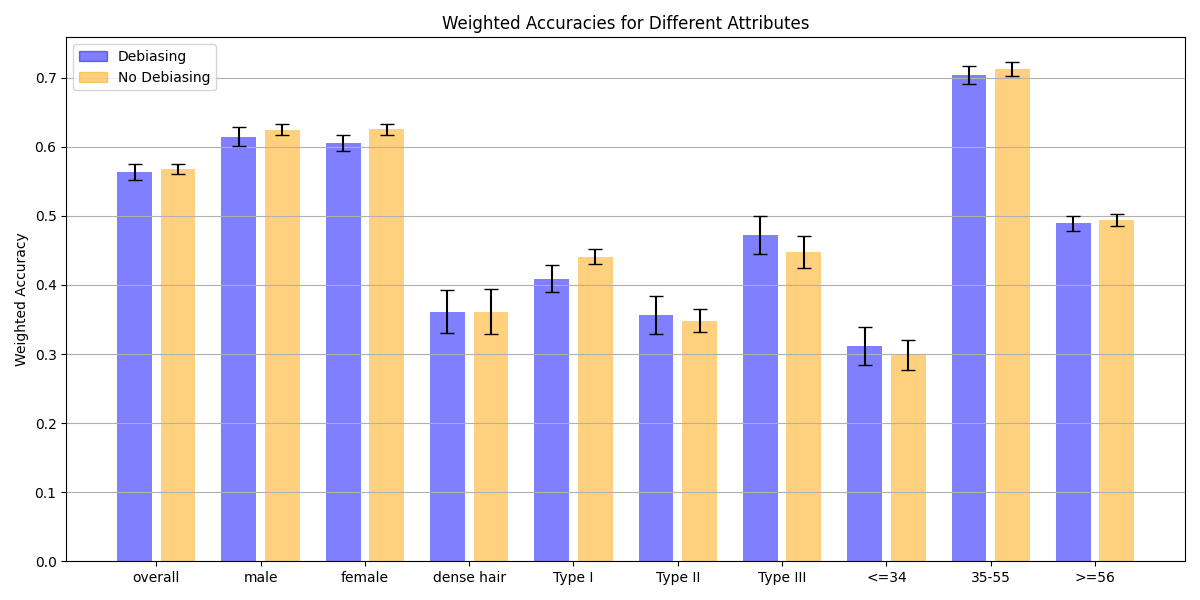 Weighted Accuracies for Different Attributes
Debiasing
No Debiasing
Weighted Accuracy
0.7
0.6
0.5
0.4
0.3
0.2
0.1
0.0
overall male female dense hair Type I Type II Type III <=34 35-55 >=56